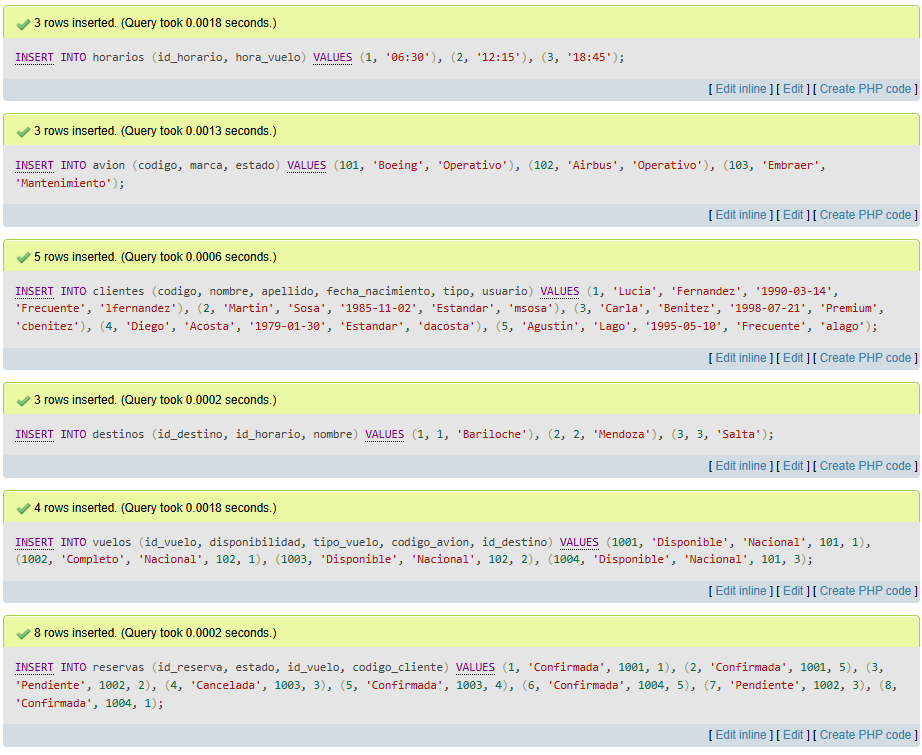 3 rows inserted. (Query took 0.0018 seconds.)
INSERT INTO horarios (id_horario, hora_vuelo) VALUES (1, '06:30'), (2, '12:15'), (3, '18:45');
[ Edit inline ] [ Edit ] [ Create PHP code ]
3 rows inserted. (Query took 0.0013 seconds.)
INSERT INTO avion (codigo, marca, estado) VALUES (101, 'Boeing', 'Operativo'), (102, 'Airbus', 'Operativo'), (103, 'Embraer',
'Mantenimiento');
[ Edit inline ] [ Edit ] [ Create PHP code ]
5 rows inserted. (Query took 0.0006 seconds.)
INSERT INTO clientes (codigo, nombre, apellido, fecha_nacimiento, tipo, usuario) VALUES (1, 'Lucia', 'Fernandez', '1990-03-14',
'Frecuente', 'lfernandez'), (2, 'Martin', 'Sosa', '1985-11-02', 'Estandar', 'msosa'), (3, 'Carla', 'Benitez', '1998-07-21', 'Premium',
'cbenitez'), (4, 'Diego', 'Acosta', '1979-01-30', 'Estandar', 'dacosta'), (5, 'Agustin', 'Lago', '1995-05-10', 'Frecuente', 'alago');
[ Edit inline ] [ Edit ] [ Create PHP code ]
3 rows inserted. (Query took 0.0002 seconds.)
INSERT INTO destinos (id_destino, id_horario, nombre) VALUES (1, 1, 'Bariloche'), (2, 2, 'Mendoza'), (3, 3, 'Salta');
[ Edit inline ] [ Edit ] [ Create PHP code ]
4 rows inserted. (Query took 0.0018 seconds.)
INSERT INTO vuelos (id_vuelo, disponibilidad, tipo_vuelo, codigo_avion, id_destino) VALUES (1001, 'Disponible', 'Nacional', 101, 1),
(1002, 'Completo', 'Nacional', 102, 1), (1003, 'Disponible', 'Nacional', 102, 2), (1004, 'Disponible', 'Nacional', 101, 3);
[ Edit inline ] [ Edit ] [ Create PHP code ]
8 rows inserted. (Query took 0.0002 seconds.)
INSERT INTO reservas (id_reserva, estado, id_vuelo, codigo_cliente) VALUES (1, 'Confirmada', 1001, 1), (2, 'Confirmada', 1001, 5), (3,
'Pendiente', 1002, 2), (4, 'Cancelada', 1003, 3), (5, 'Confirmada', 1003, 4), (6, 'Confirmada', 1004, 5), (7, 'Pendiente', 1002, 3), (8,
'Confirmada', 1004, 1);
[ Edit inline ] [ Edit ] [ Create PHP code ]